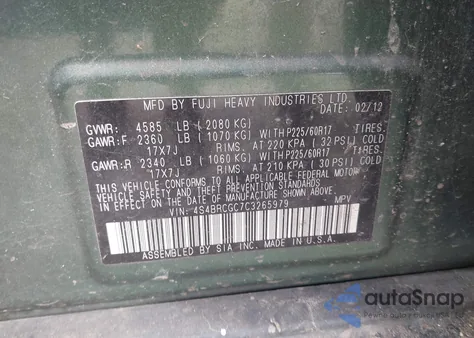 MFD BY FUJI HEAVY INDUSTRIES LTD.
DATE: 02/12
GVWR: 4585 LB (2080 KG)
GAWR:F 2360 LB (1070 KG) WITH P225/60R17 TIRES.
17X7J RIMS. AT 220 KPA ( 32 PSI) COLD
GAWR:R 2340 LB (1060 KG) WITH P225/60R17 TIRES.
17X7J RIMS. AT 210 KPA ( 30 PSI) COLD
THIS VEHICLE CONFORMS TO ALL APPLICABLE FEDERAL MOTOR
VEHICLE SAFETY, BUMPER, AND THEFT PREVENTION STANDARDS
IN EFFECT ON THE DATE OF MANUFACTURE SHOWN ABOVE.
VIN: 4S4BRCGC7C3265979 MPV
ASSEMBLED BY SIA INC. MADE IN U.S.A.
autoSnap